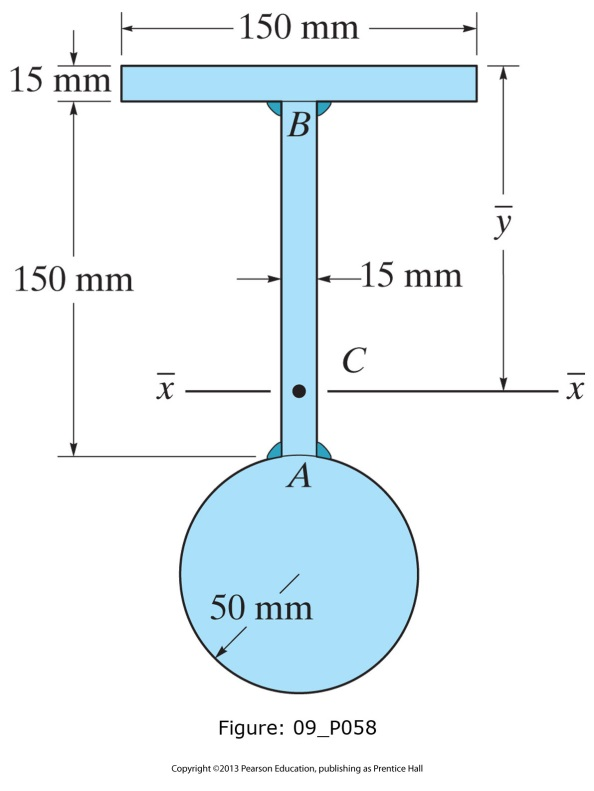 150 mm
15 mm
B
y̅
150 mm
15 mm
C
x̅ x̅
A
50 mm
Figure: 09_P058
Copyright ©2013 Pearson Education, publishing as Prentice Hall